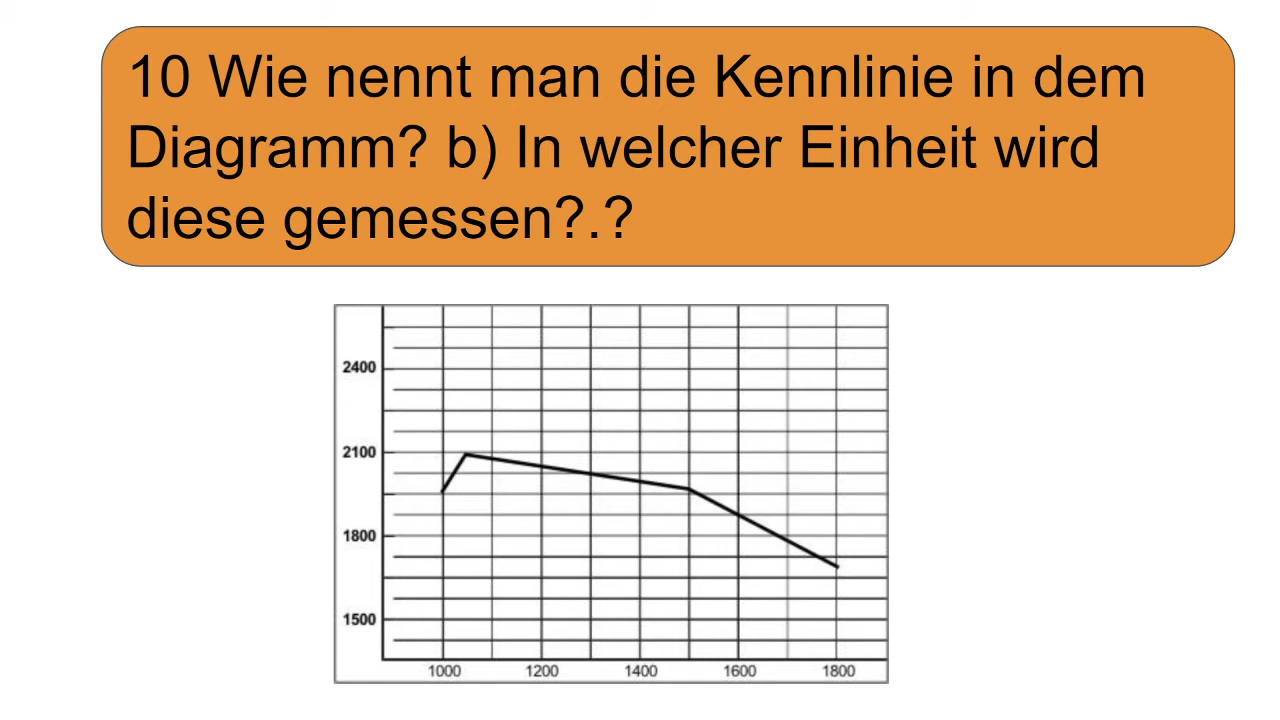 10 Wie nennt man die Kennlinie in dem
Diagramm? b) In welcher Einheit wird
diese gemessen?.?
2400
2100
1800
1500
1000 1200 1400 1600 1800